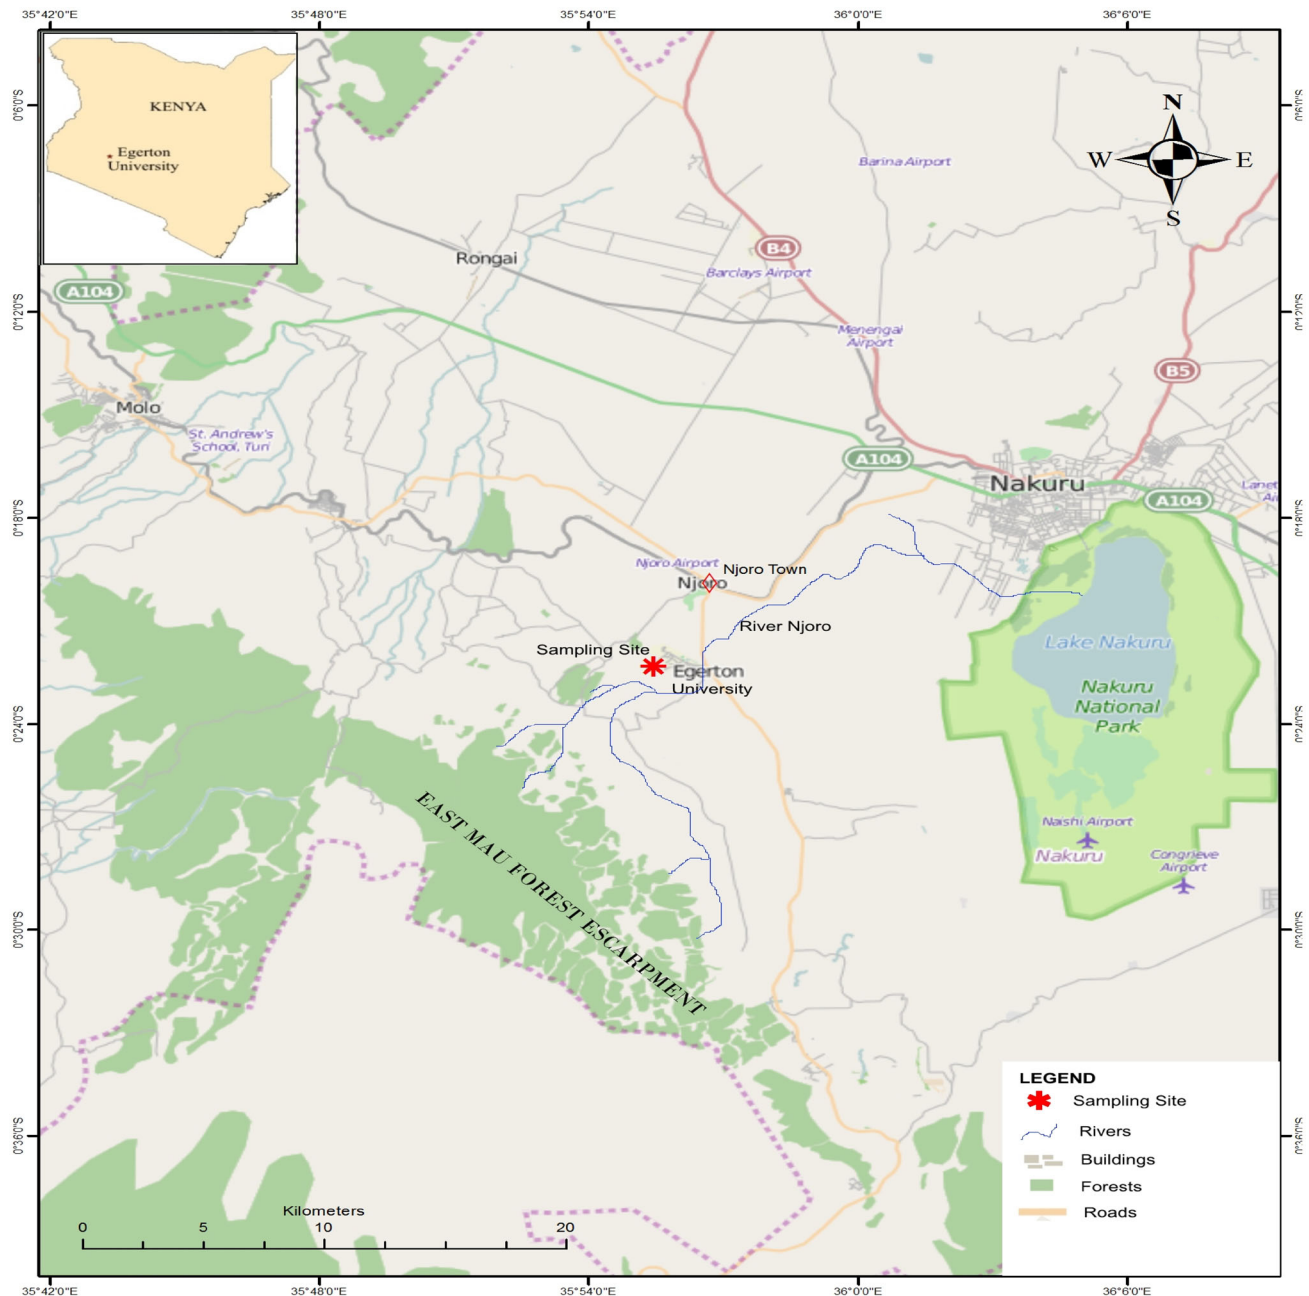 35°42'0"E 35°48'0"E 35°54'0"E 36°0'0"E 36°6'0"E
0°6'0"S
0°6'0"S
KENYA
Egerton
University
N
W
E
S
Barina Airport
B4
Rongai
Barclays Airport
A104
0°12'0"S
0°12'0"S
Menengai
Airport
B5
Molo
St. Andrew's
School, Turi
A104
Nakuru
A104
Lanet
Ai
0°18'0"S
0°18'0"S
Njoro Airport
Njoro Town
Njoro
River Njoro
Sampling Site
Egerton
University
Lake Nakuru
Nakuru
National
Park
0°24'0"S
0°24'0"S
EAST MAU FOREST ESCARPMENT
Naishi Airport
Nakuru
Congrieve
Airport
0°30'0"S
0°30'0"S
LEGEND
Sampling Site
Rivers
Buildings
Forests
Roads
0°36'0"S
0°36'0"S
Kilometers
0 5 10 20
35°42'0"E 35°48'0"E 35°54'0"E 36°0'0"E 36°6'0"E